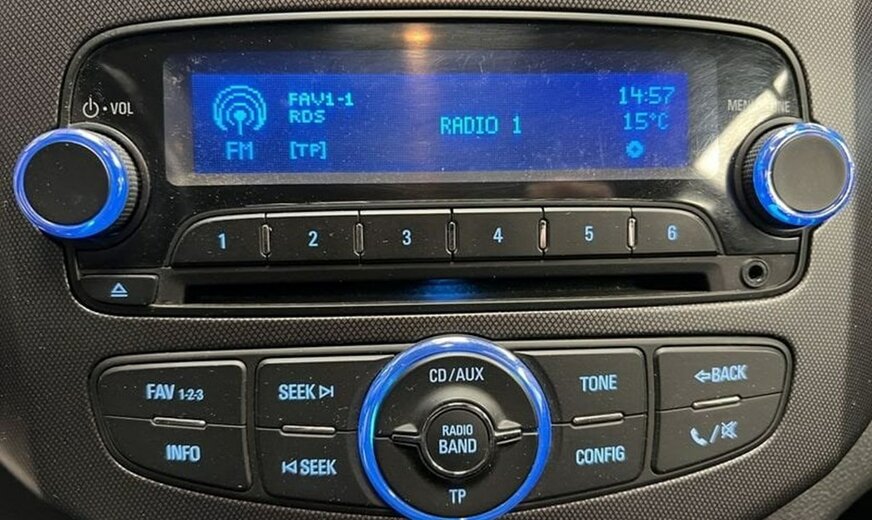 ⏻·VOL
FAV1-1
RDS
FM
[TP]
RADIO 1
14:57
15°C
MENU
1 2 3 4 5 6
FAV 1-2-3
SEEK
CD/AUX
TONE
BACK
RADIO
BAND
INFO
SEEK
TP
CONFIG